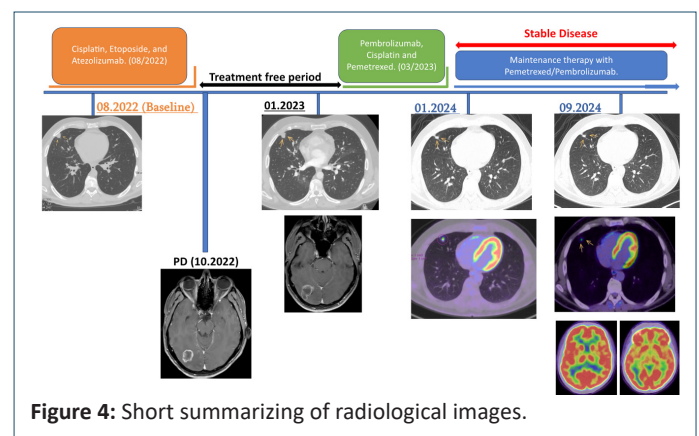 Cisplatin, Etoposide, and
Atezolizumab. (08/2022)
Treatment free period
Pembrolizumab,
Cisplatin and
Pemetrexed. (03/2023)
Stable Disease
Maintenance therapy with
Pemetrexed/Pembrolizumab.
08.2022 (Baseline)
01.2023
01.2024
09.2024
PD (10.2022)
Figure 4: Short summarizing of radiological images.